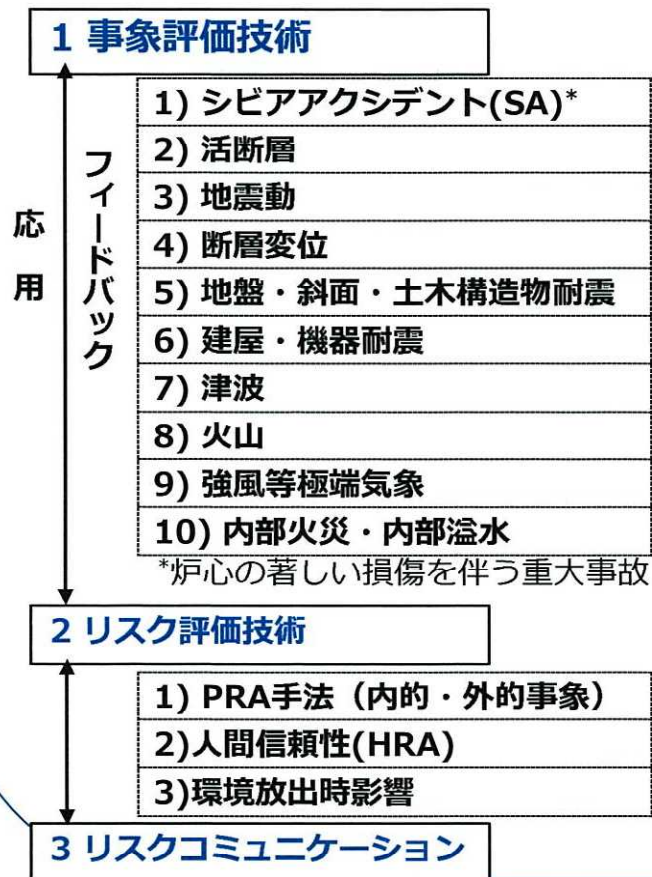 1 事象評価技術
応用
フィードバック
1) シビアアクシデント(SA)*
2) 活断層
3) 地震動
4) 断層変位
5) 地盤・斜面・土木構造物耐震
6) 建屋・機器耐震
7) 津波
8) 火山
9) 強風等極端気象
10) 内部火災・内部溢水
*炉心の著しい損傷を伴う重大事故
2 リスク評価技術
1) PRA手法（内的・外的事象）
2)人間信頼性(HRA)
3)環境放出時影響
3 リスクコミュニケーション